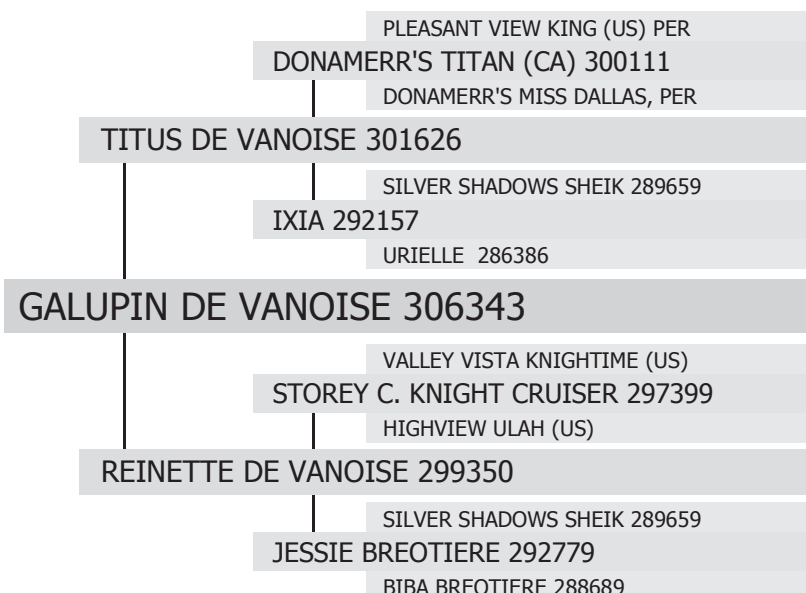 PLEASANT VIEW KING (US) PER
DONAMERR'S TITAN (CA) 300111
DONAMERR'S MISS DALLAS, PER
TITUS DE VANOISE 301626
SILVER SHADOWS SHEIK 289659
IXIA 292157
URIELLE 286386
GALUPIN DE VANOISE 306343
VALLEY VISTA KNIGHTIME (US)
STOREY C. KNIGHT CRUISER 297399
HIGHVIEW ULAH (US)
REINETTE DE VANOISE 299350
SILVER SHADOWS SHEIK 289659
JESSIE BREOTIERE 292779
BIBA BREOTIERE 288689